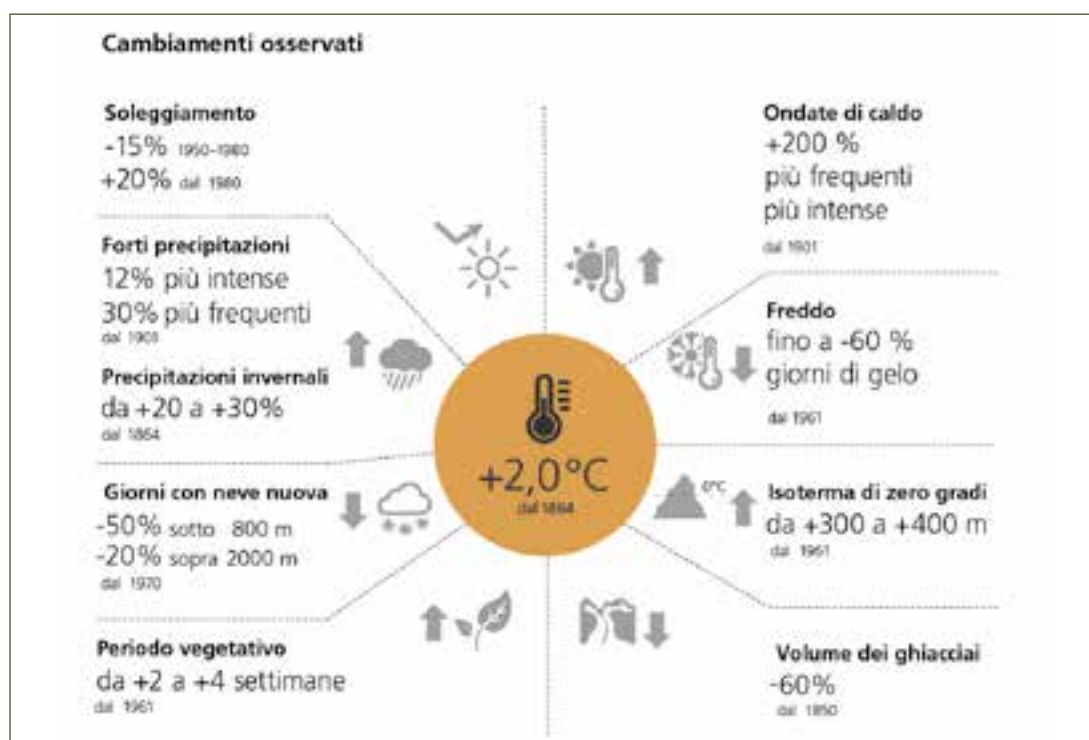 Cambiamenti osservati
Soleggiamento
-15% 1950-1980
+20% dal 1980
Forti precipitazioni
12% più intense
30% più frequenti
dal 1901
Precipitazioni invernali
da +20 a +30%
dal 1864
Giorni con neve nuova
-50% sotto 800 m
-20% sopra 2000 m
dal 1970
Periodo vegetativo
da +2 a +4 settimane
dal 1961
+2,0°C
dal 1864
Ondate di caldo
+200 %
più frequenti
più intense
dal 1901
Freddo
fino a -60 %
giorni di gelo
dal 1961
0°C
Isoterma di zero gradi
da +300 a +400 m
dal 1961
Volume dei ghiacciai
-60%
dal 1850